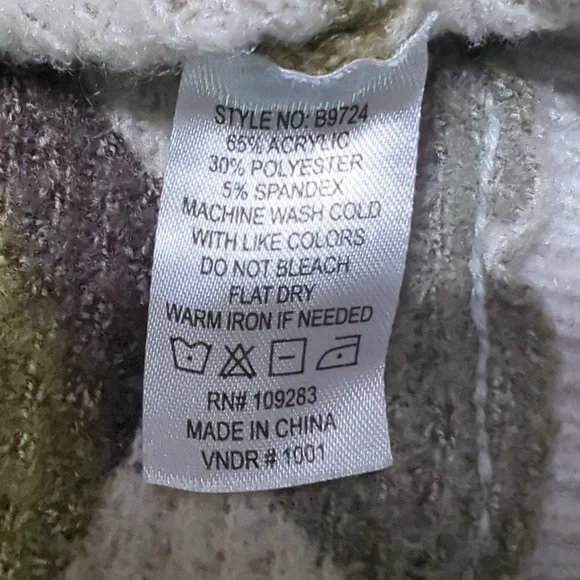 STYLE NO: B9724
65% ACRYLIC
30% POLYESTER
5% SPANDEX
MACHINE WASH COLD
WITH LIKE COLORS
DO NOT BLEACH
FLAT DRY
WARM IRON IF NEEDED
RN# 109283
MADE IN CHINA
VNDR # 1001